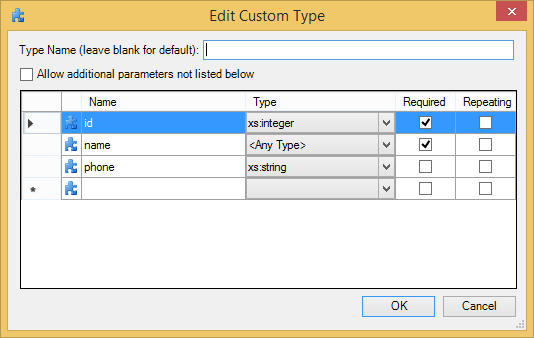 Edit Custom Type
Type Name (leave blank for default):
Allow additional parameters not listed below
Name Type Required Repeating
id xs:integer
name <Any Type>
phone xs:string
*
OK Cancel